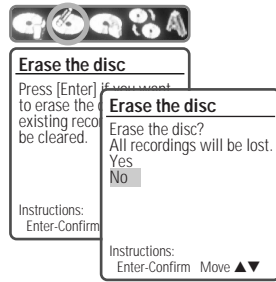 Erase the disc
Press [Enter] if you want
to erase the
existing
be cleared.
Instructions:
Enter-Confirm
Erase the disc
Erase the disc?
All recordings will be lost.
Yes
No
Instructions:
Enter-Confirm Move ▲▼